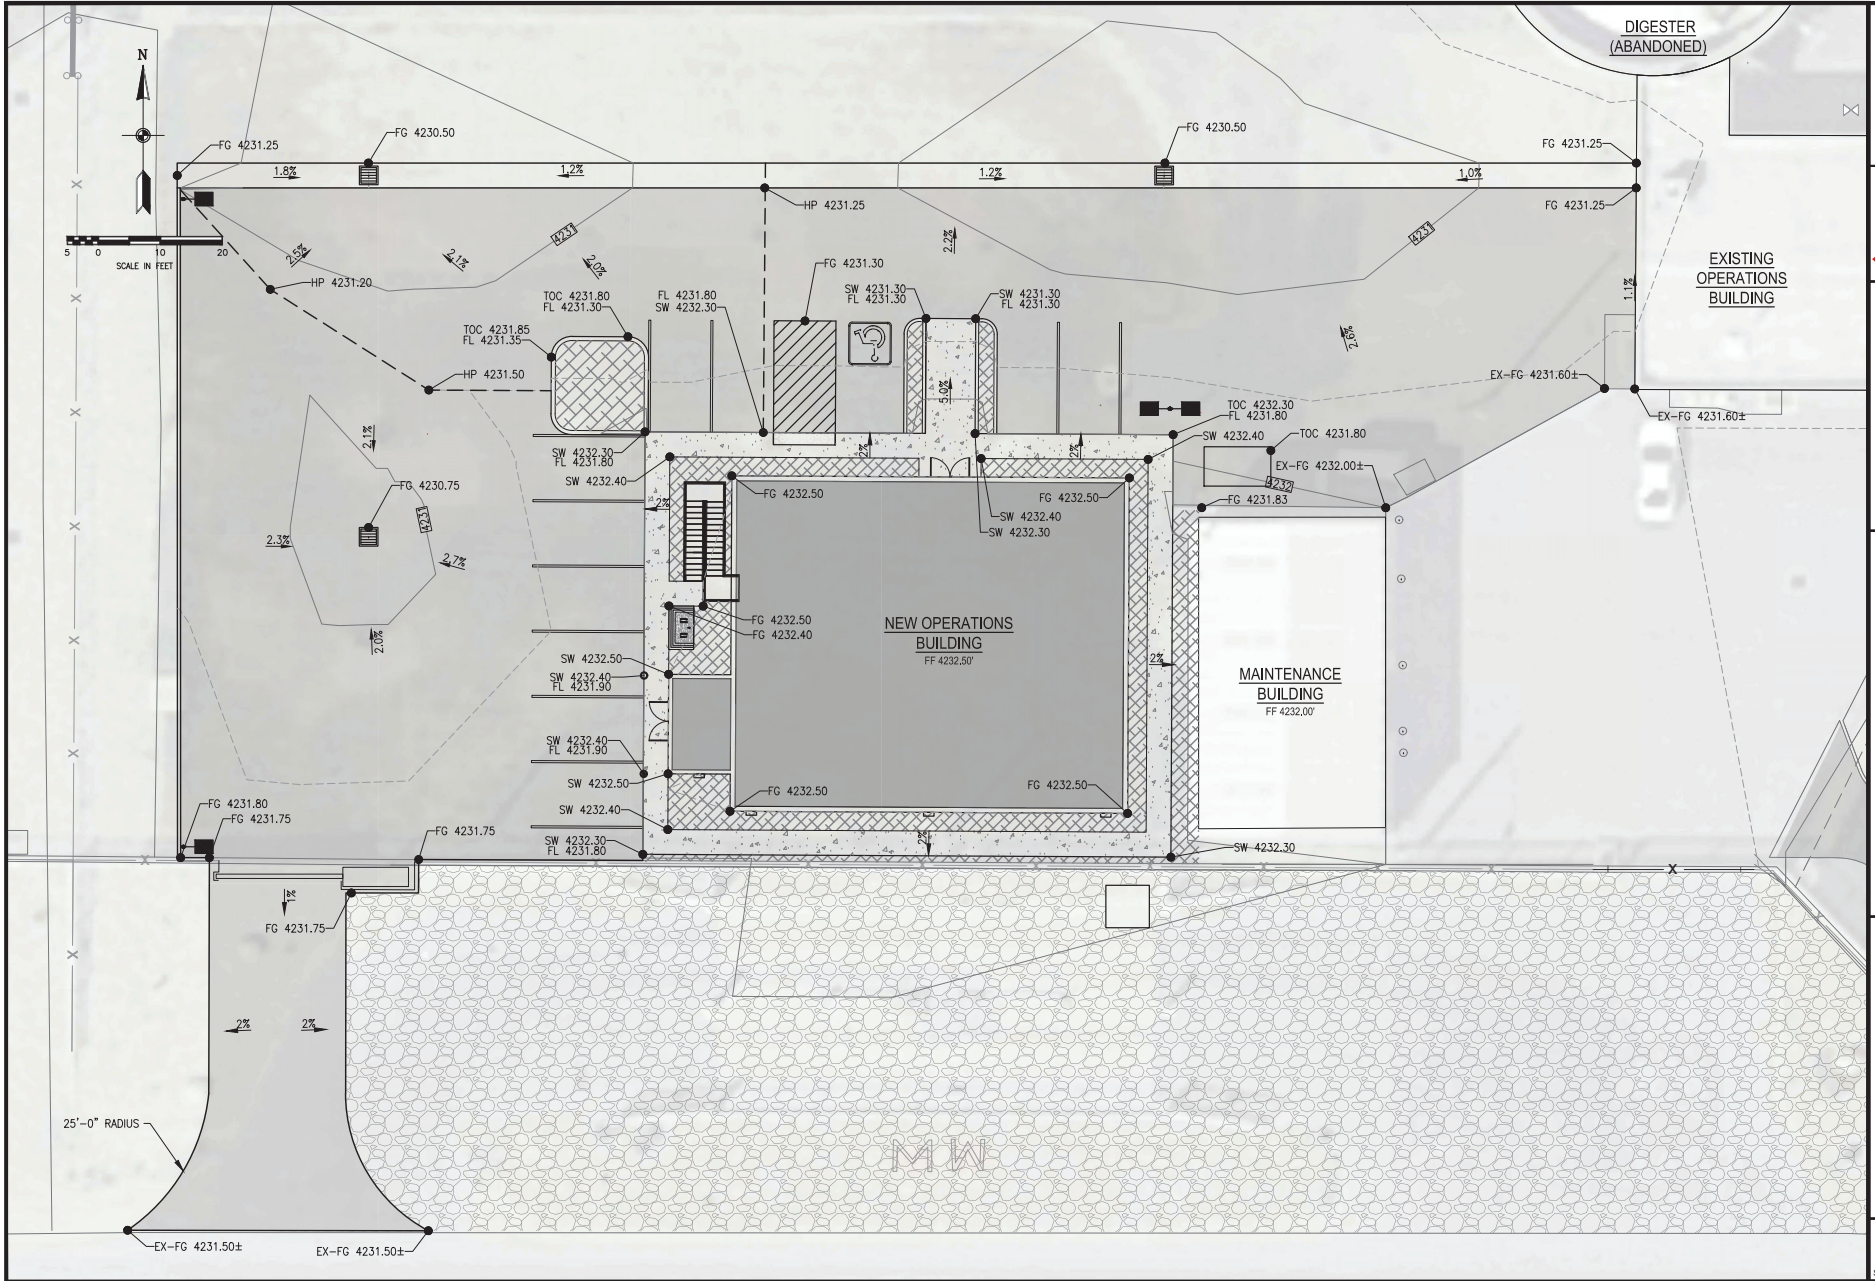 DIGESTER
(ABANDONED)
N
FG 4230.50
FG 4230.50
FG 4231.25
FG 4231.25
1.8%
1.2%
1.2%
1.0%
HP 4231.25
FG 4231.25
4231
4231
2.5%
2.1%
2.0%
2.2%
5 0 10 20
SCALE IN FEET
HP 4231.20
FG 4231.30
EXISTING
OPERATIONS
BUILDING
1.1%
TOC 4231.80
FL 4231.30
FL 4231.80
SW 4232.30
SW 4231.30
FL 4231.30
SW 4231.30
FL 4231.30
TOC 4231.85
FL 4231.35
2.6%
HP 4231.50
5.0%
EX-FG 4231.60±
EX-FG 4231.60±
TOC 4232.30
FL 4231.80
2.1%
SW 4232.30
FL 4231.80
2%
2%
SW 4232.40
TOC 4231.80
SW 4232.40
EX-FG 4232.00±
4232
FG 4230.75
4231
FG 4232.50
FG 4232.50
FG 4231.83
2%
SW 4232.40
SW 4232.30
2.3%
2.7%
2.0%
FG 4232.50
FG 4232.40
NEW OPERATIONS
BUILDING
FF 4232.50'
SW 4232.50
SW 4232.40
FL 4231.90
2%
MAINTENANCE
BUILDING
FF 4232.00'
SW 4232.40
FL 4231.90
SW 4232.50
FG 4232.50
FG 4232.50
FG 4231.80
FG 4231.75
SW 4232.40
FG 4231.75
SW 4232.30
FL 4231.80
2%
SW 4232.30
1%
FG 4231.75
2%
2%
25'-0" RADIUS
MW
EX-FG 4231.50±
EX-FG 4231.50±